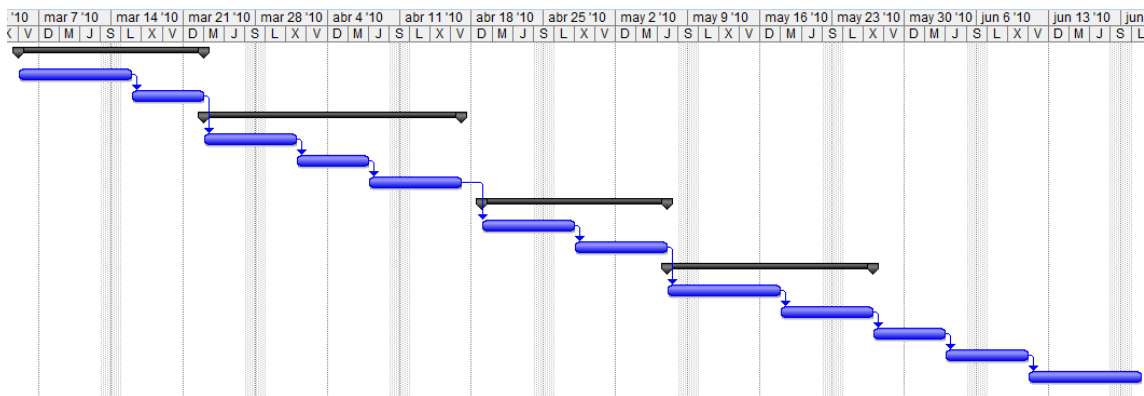 '10 mar 7 '10 mar 14 '10 mar 21 '10 mar 28 '10 abr 4 '10 abr 11 '10 abr 18 '10 abr 25 '10 may 2 '10 may 9 '10 may 16 '10 may 23 '10 may 30 '10 jun 6 '10 jun 13 '10 jun
X V D M J S L X V D M J S L X V D M J S L X V D M J S L X V D M J S L X V D M J S L X V D M J S L X V D M J S L